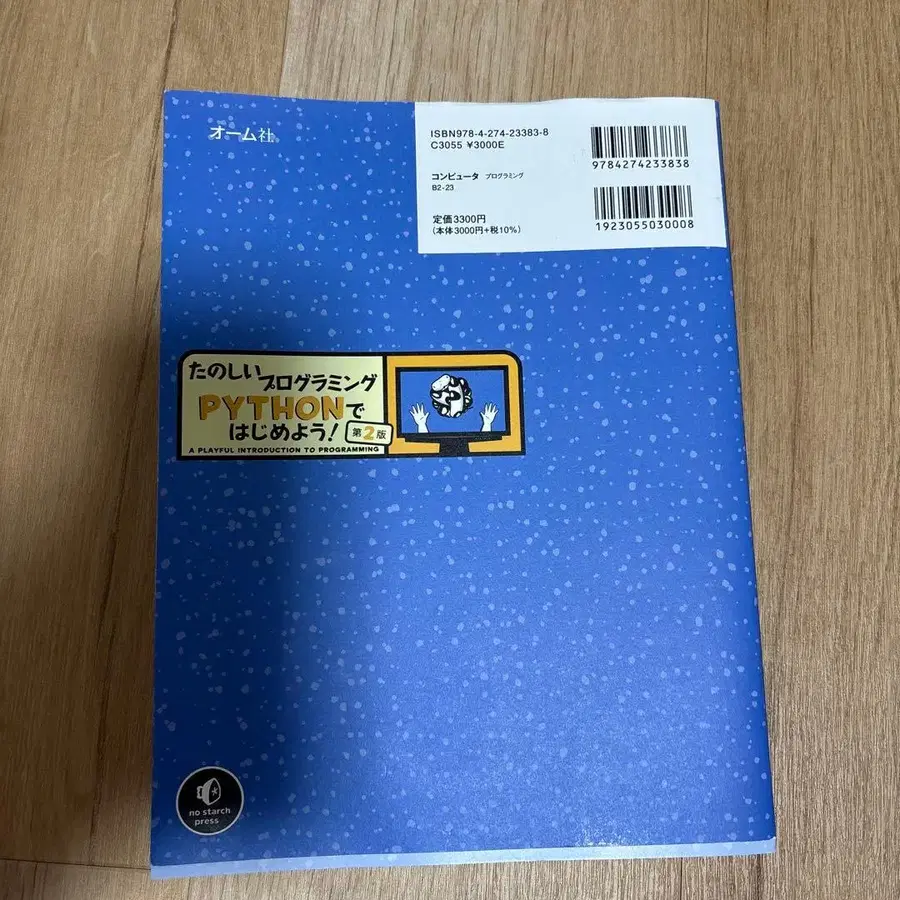 オーム社
ISBN978-4-274-23383-8
C3055 ¥3000E
コンピュータ プログラミング
B2-23
定価3300円
(本体3000円+税10%)
9784274233838
1923055030008
たのしい
プログラミング
PYTHONで
はじめよう!
第2版
A PLAYFUL INTRODUCTION TO PROGRAMMING
no starch
press